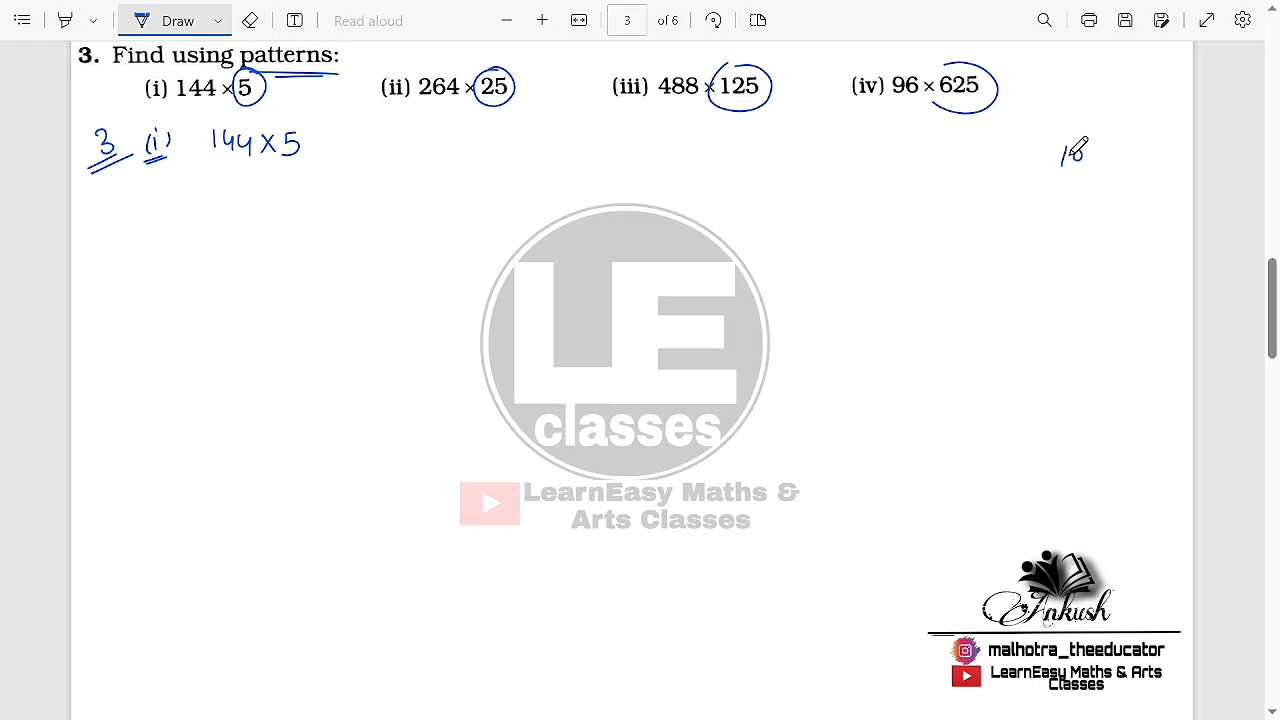 Draw
Read aloud
3 of 6
3. Find using patterns:
(i) 144 × 5 (ii) 264 × 25 (iii) 488 × 125 (iv) 96 × 625
3 (i) 144 × 5
10
LE
classes
LearnEasy Maths &
Arts Classes
Ankush
malhotra_theeducator
LearnEasy Maths & Arts
Classes